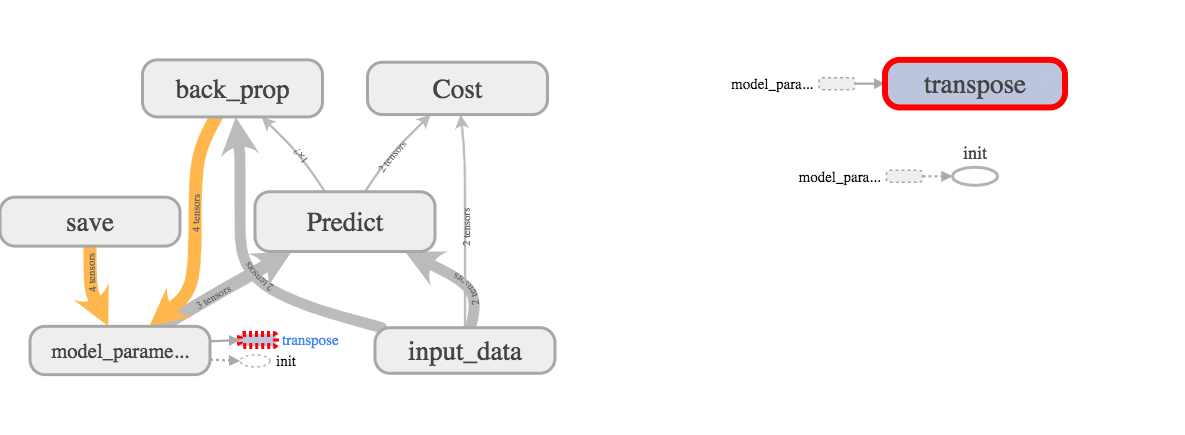 back_prop
Cost
1×?
2 tensors
4 tensors
save
Predict
2 tensors
4 tensors
3 tensors
2 tensors
2 tensors
model_parame...
transpose
init
input_data
model_para...
transpose
init
model_para...